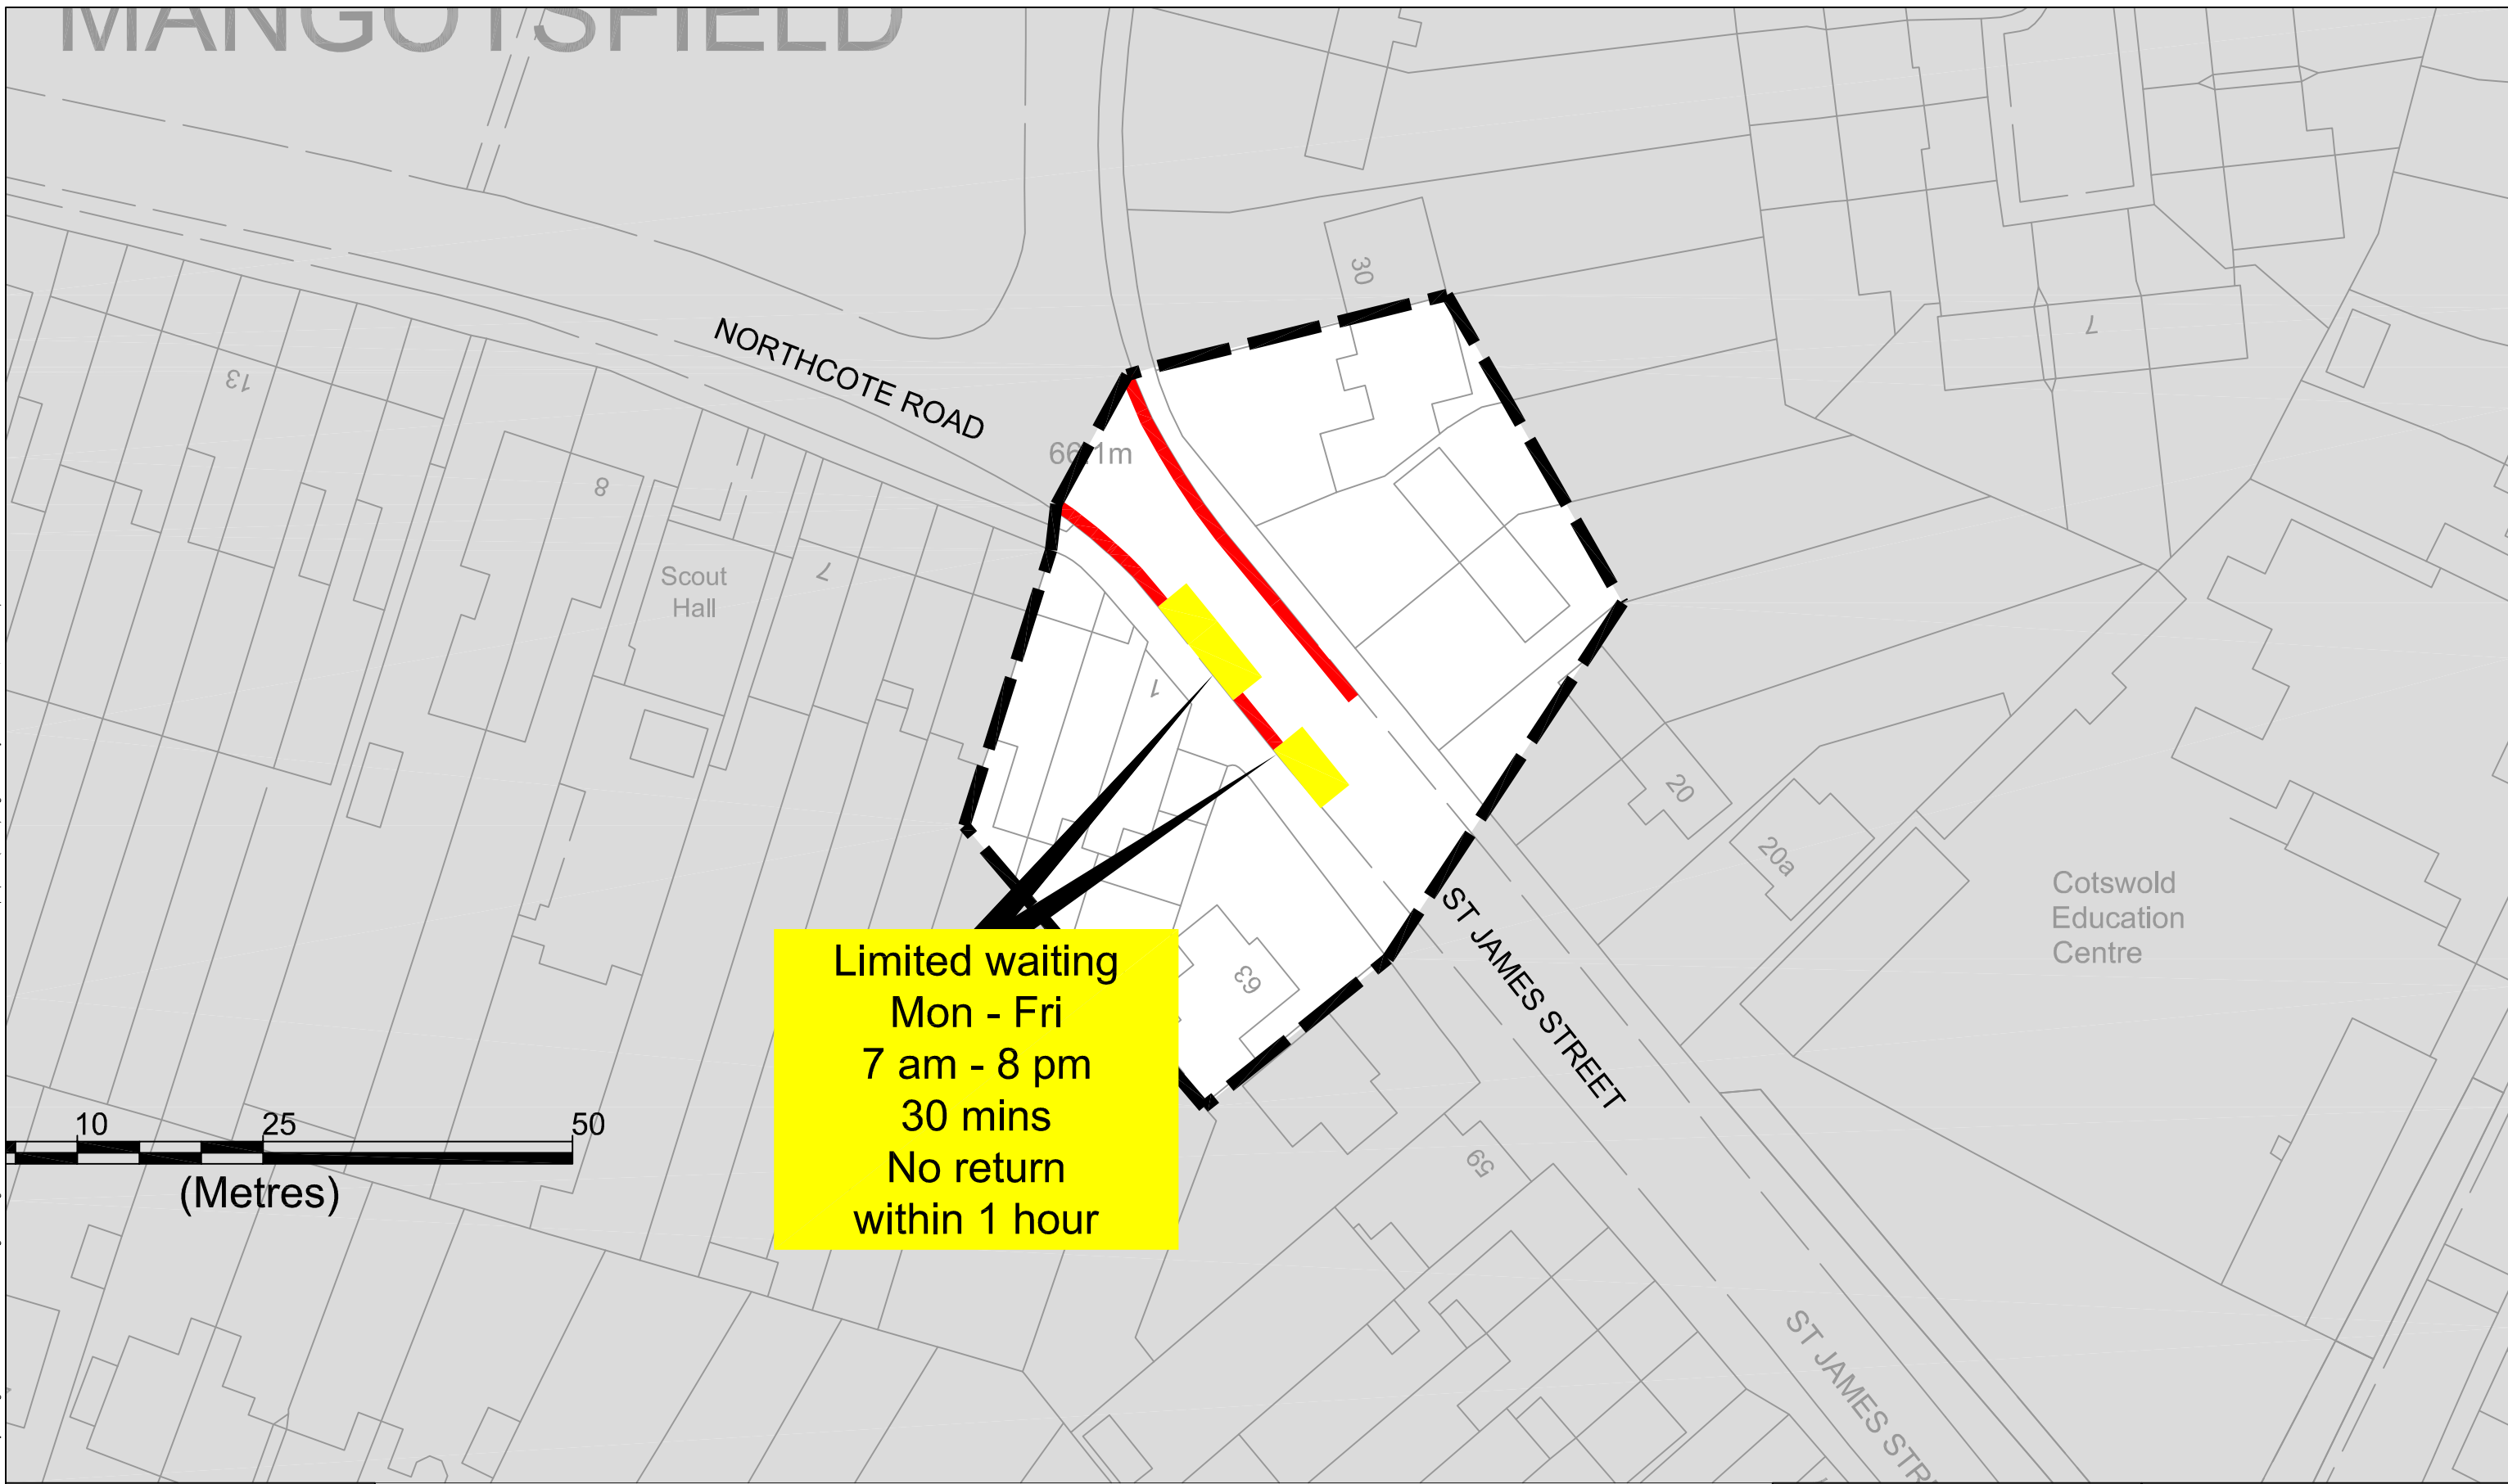 MANGOTSFIELD
NORTHCOTE ROAD
66.1m
30
7
13
8
Scout
Hall
7
1
20
20a
Cotswold
Education
Centre
ST JAMES STREET
63
Limited waiting
Mon - Fri
7 am - 8 pm
30 mins
No return
within 1 hour
10
25
50
(Metres)
59
ST JAMES STR